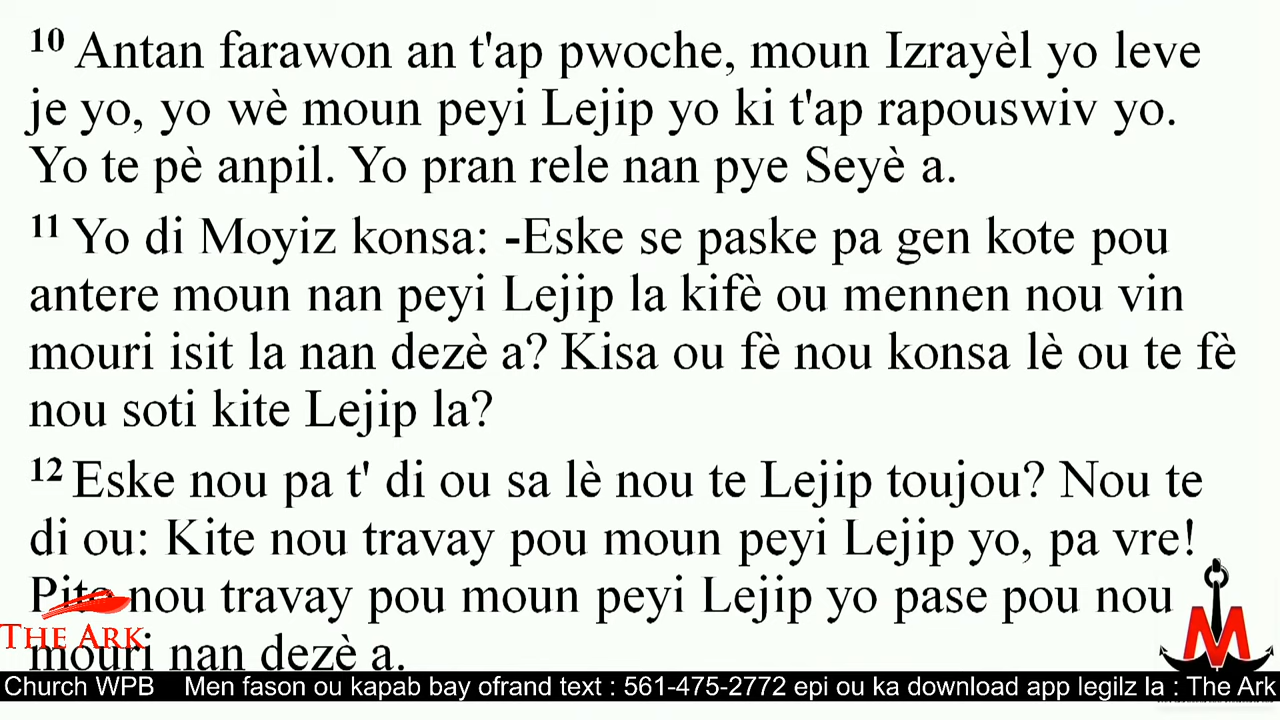 10 Antan farawon an t'ap pwoche, moun Izrayèl yo leve
je yo, yo wè moun peyi Lejip yo ki t'ap rapouswiv yo.
Yo te pè anpil. Yo pran rele nan pye Seyè a.
11 Yo di Moyiz konsa: -Eske se paske pa gen kote pou
antere moun nan peyi Lejip la kifè ou mennen nou vin
mouri isit la nan dezè a? Kisa ou fè nou konsa lè ou te fè
nou soti kite Lejip la?
12 Eske nou pa t' di ou sa lè nou te Lejip toujou? Nou te
di ou: Kite nou travay pou moun peyi Lejip yo, pa vre!
Pito nou travay pou moun peyi Lejip yo pase pou nou
mouri nan dezè a.
THE ARK
M
Church WPB Men fason ou kapab bay ofrand text : 561-475-2772 epi ou ka download app legilz la : The Ark